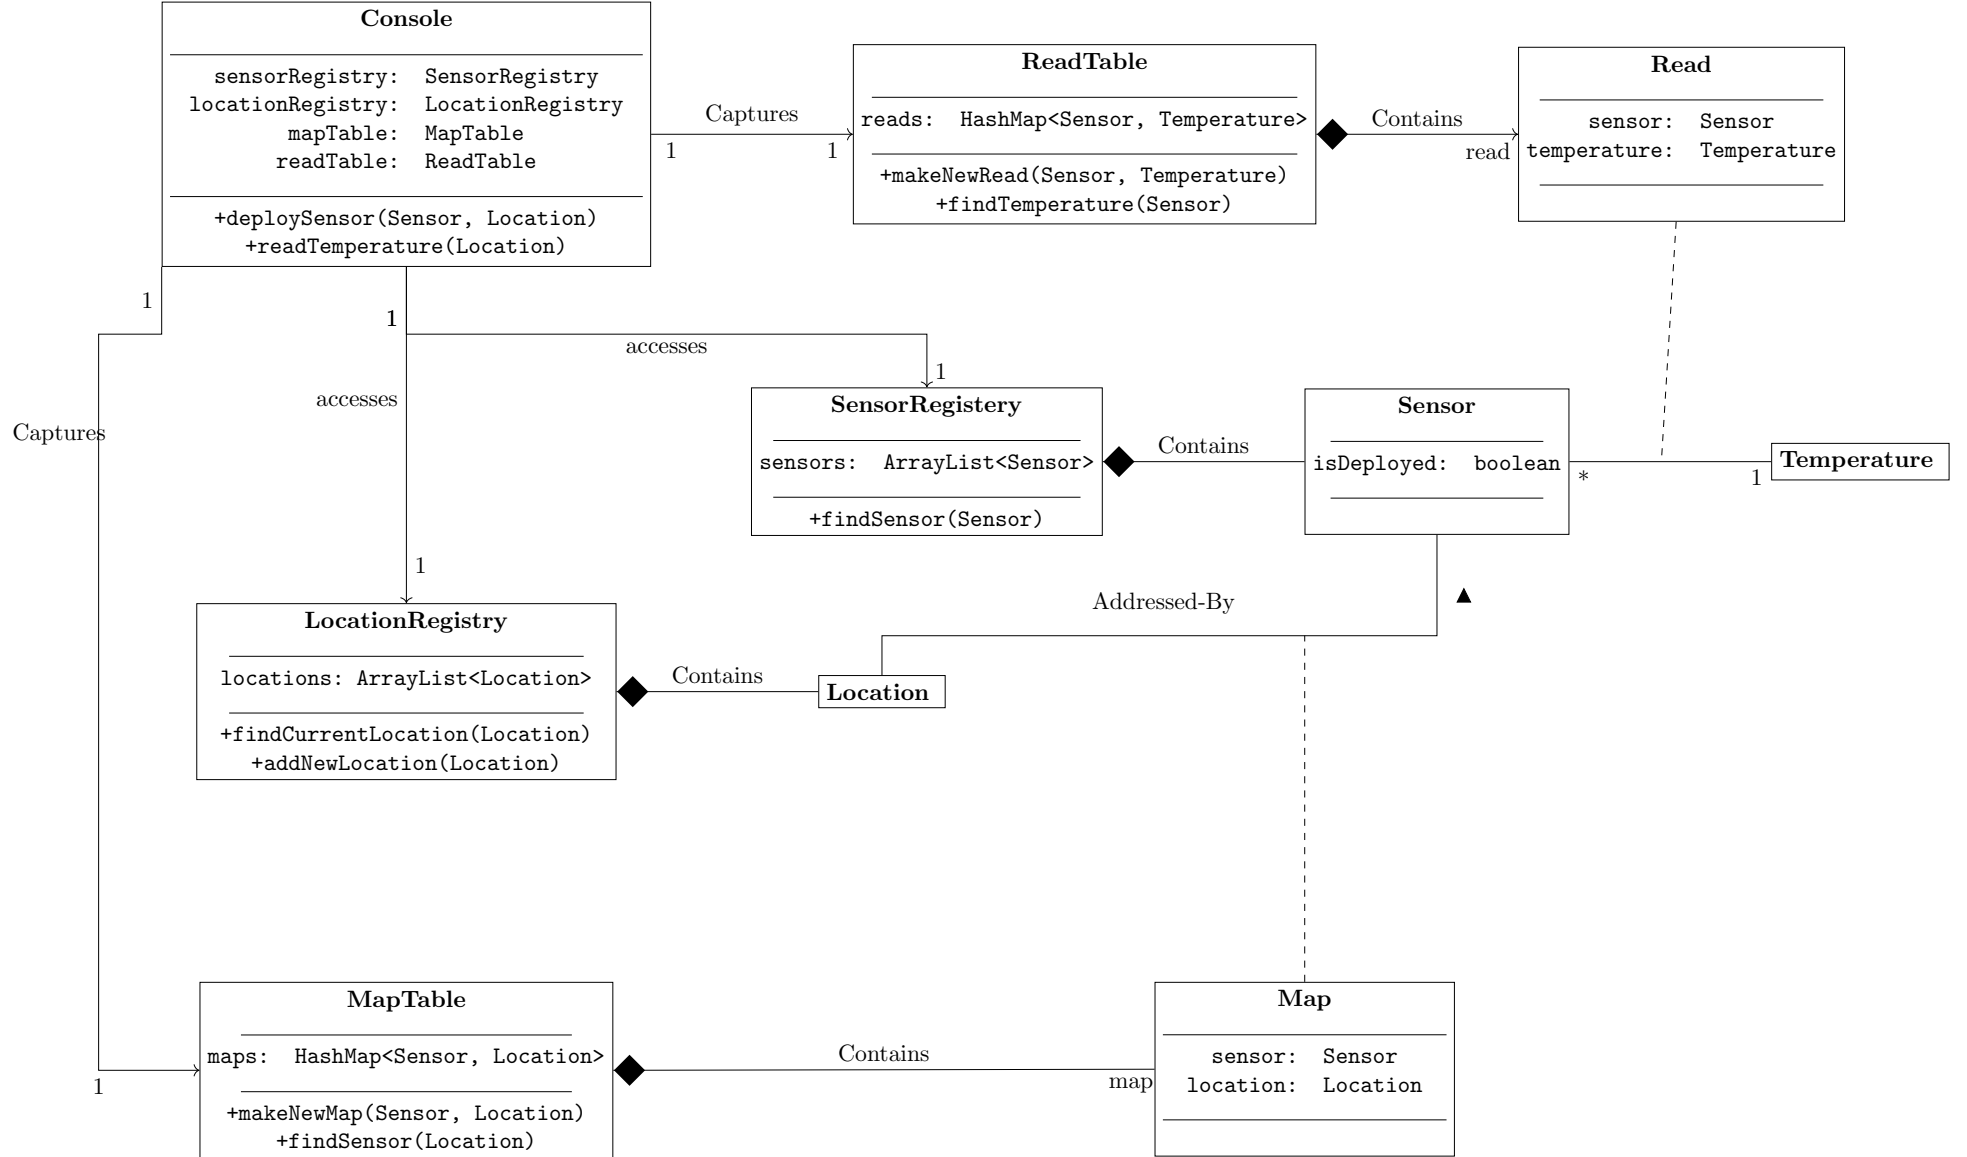 Console
sensorRegistry: SensorRegistry
locationRegistry: LocationRegistry
mapTable: MapTable
readTable: ReadTable
+deploySensor(Sensor, Location)
+readTemperature(Location)
Captures
1
1
ReadTable
reads: HashMap<Sensor, Temperature>
+makeNewRead(Sensor, Temperature)
+findTemperature(Sensor)
Contains
read
Read
sensor: Sensor
temperature: Temperature
1
1
accesses
1
accesses
1
Captures
1
SensorRegistery
sensors: ArrayList<Sensor>
+findSensor(Sensor)
Contains
Sensor
isDeployed: boolean
*
1
Temperature
Addressed-By
▲
LocationRegistry
locations: ArrayList<Location>
+findCurrentLocation(Location)
+addNewLocation(Location)
Contains
Location
MapTable
maps: HashMap<Sensor, Location>
+makeNewMap(Sensor, Location)
+findSensor(Location)
Contains
map
Map
sensor: Sensor
location: Location